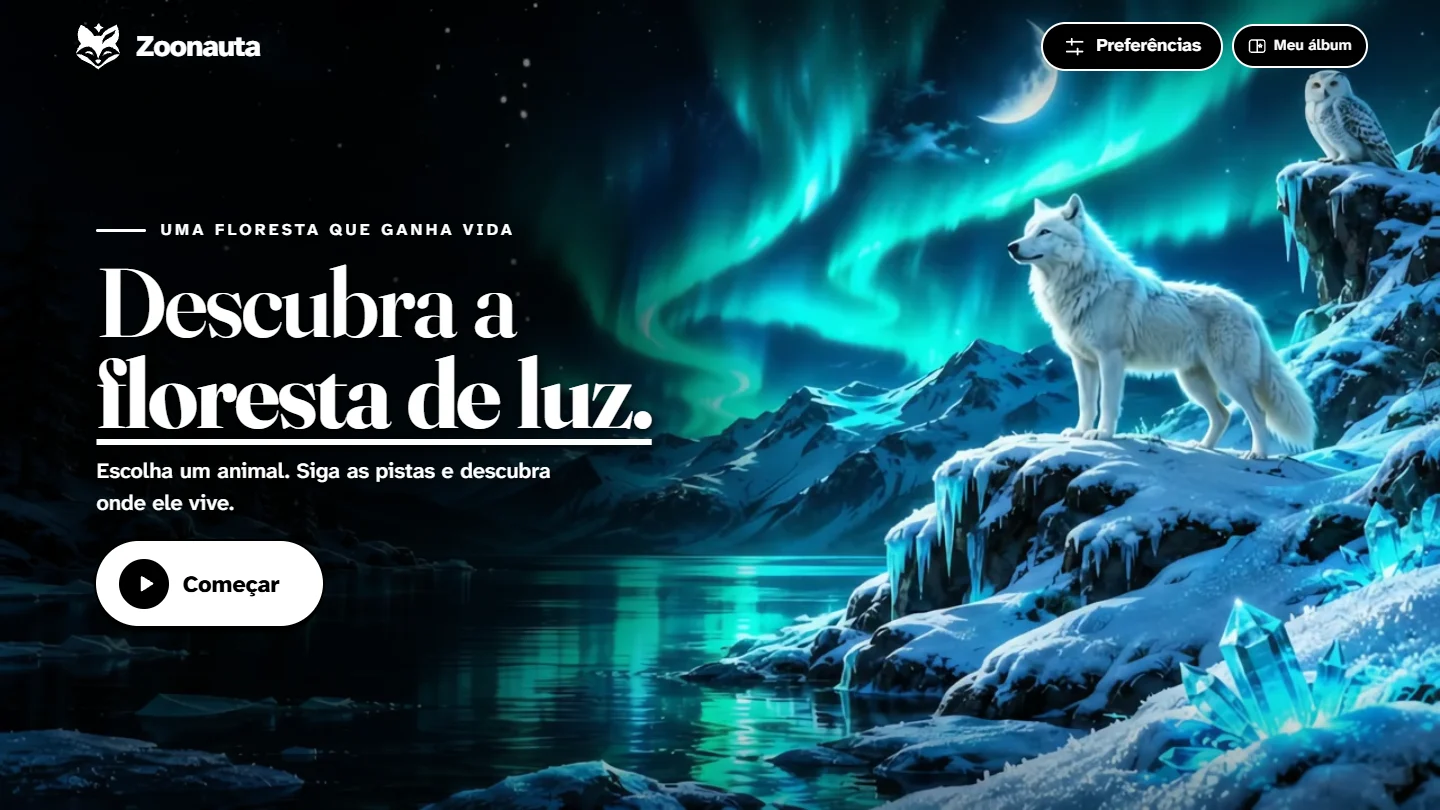 Zoonauta
Preferências
Meu álbum
UMA FLORESTA QUE GANHA VIDA
Descubra a
floresta de luz.
Escolha um animal. Siga as pistas e descubra
onde ele vive.
Começar